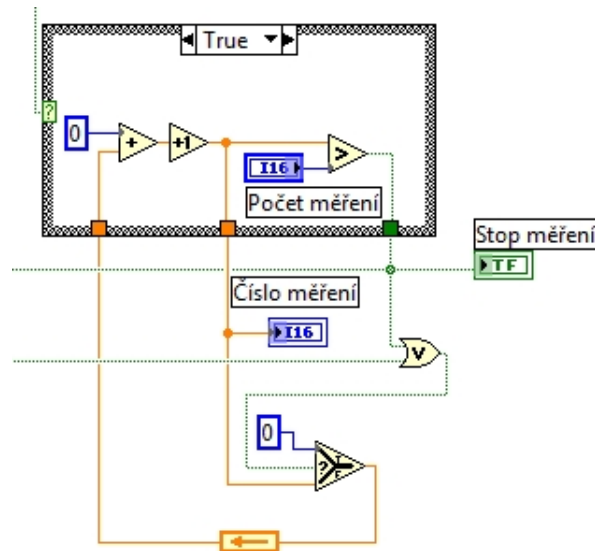 True
?
0
+
+1
>
I16
Počet měření
Stop měření
TF
Číslo měření
I16
V
0
?
T
F